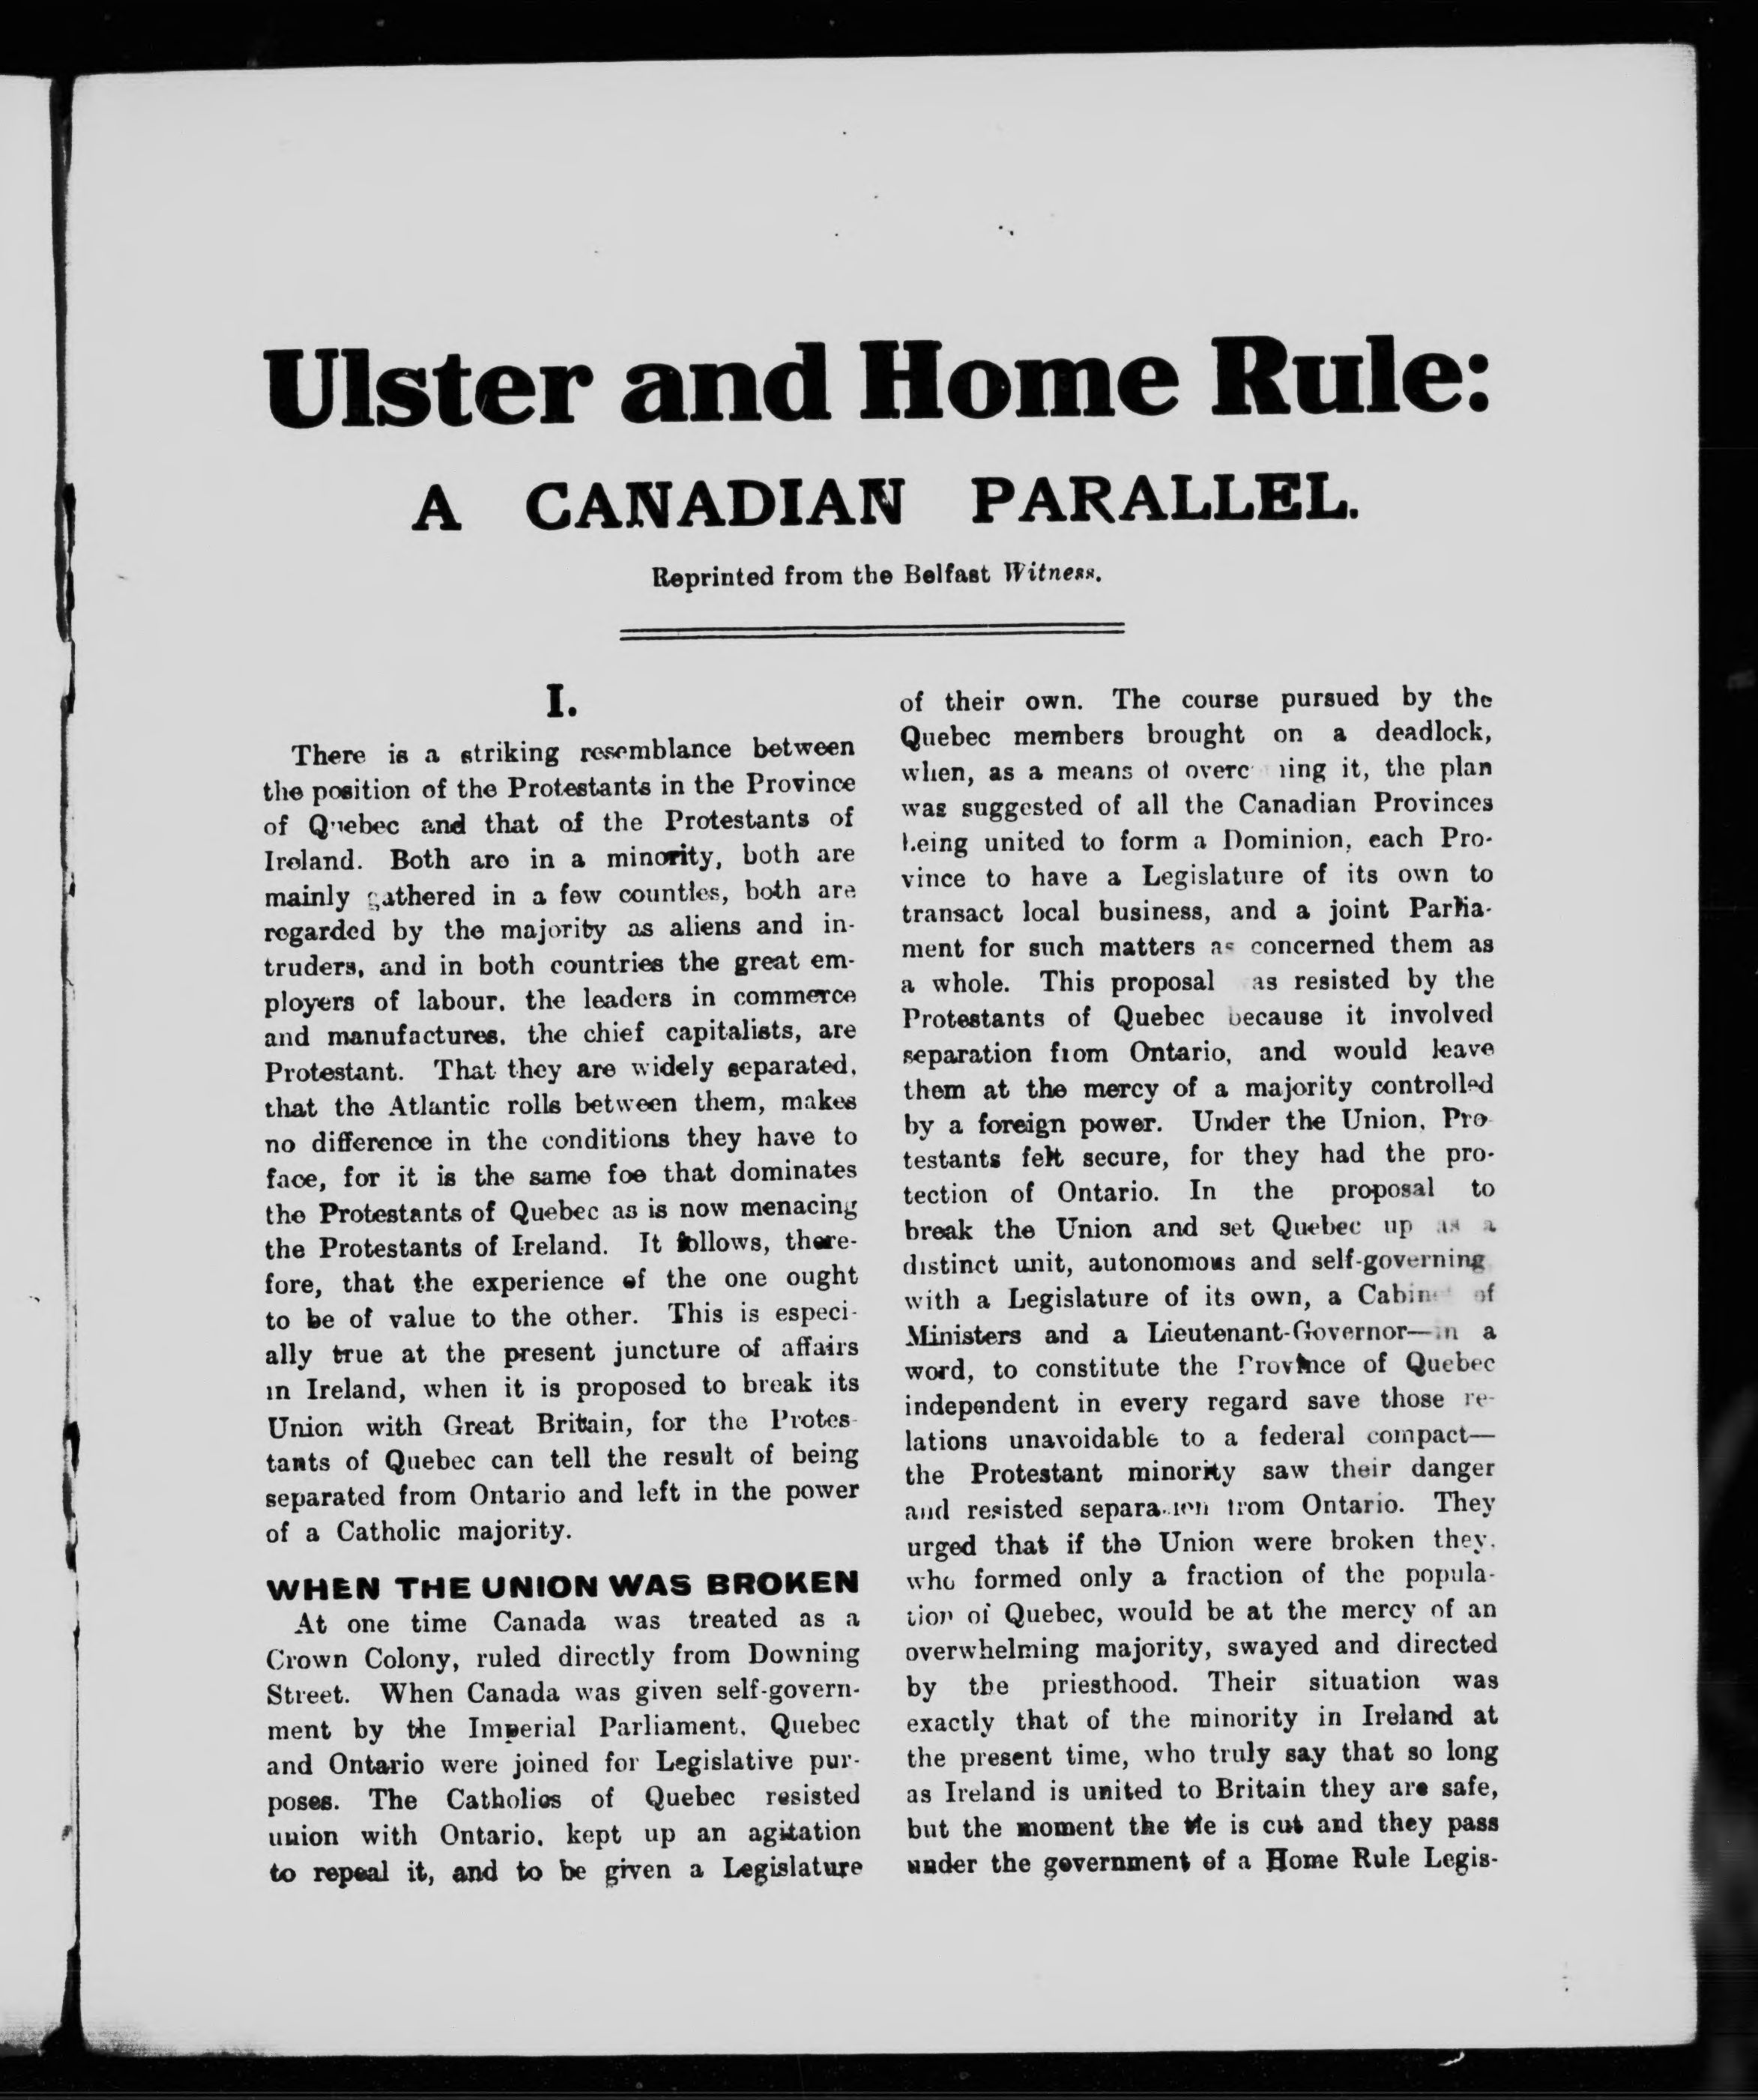 Ulster and Home Rule:
A CANADIAN PARALLEL.
Reprinted from the Belfast Witness.
I.
There is a striking resemblance between
the position of the Protestants in the Province
of Quebec and that of the Protestants of
Ireland. Both are in a minority, both are
mainly gathered in a few counties, both are
regarded by the majority as aliens and in-
truders, and in both countries the great em-
ployers of labour, the leaders in commerce
and manufactures, the chief capitalists, are
Protestant. That they are widely separated,
that the Atlantic rolls between them, makes
no difference in the conditions they have to
face, for it is the same foe that dominates
the Protestants of Quebec as is now menacing
the Protestants of Ireland. It follows, there-
fore, that the experience of the one ought
to be of value to the other. This is especi-
ally true at the present juncture of affairs
in Ireland, when it is proposed to break its
Union with Great Britain, for the Protes-
tants of Quebec can tell the result of being
separated from Ontario and left in the power
of a Catholic majority.
WHEN THE UNION WAS BROKEN
At one time Canada was treated as a
Crown Colony, ruled directly from Downing
Street. When Canada was given self-govern-
ment by the Imperial Parliament, Quebec
and Ontario were joined for Legislative pur-
poses. The Catholics of Quebec resisted
union with Ontario, kept up an agitation
to repeal it, and to be given a Legislature
of their own. The course pursued by the
Quebec members brought on a deadlock,
when, as a means of it, the plan
was suggested of all the Canadian Provinces
being united to form a Dominion, each Pro-
vince to have a Legislature of its own to
transact local business, and a joint Parlia-
ment for such matters as concerned them as
a whole. This proposal as resisted by the
Protestants of Quebec because it involved
separation from Ontario, and would leave
them at the mercy of a majority controlled
by a foreign power. Under the Union, Pro-
testants felt secure, for they had the pro-
tection of Ontario. In the proposal to
break the Union and set Quebec up as a
distinct unit, autonomous and self-governing
with a Legislature of its own, a Cabinet of
Ministers and a Lieutenant-Governor—in a
word, to constitute the Province of Quebec
independent in every regard save those re-
lations unavoidable to a federal compact—
the Protestant minority saw their danger
and resisted separation from Ontario. They
urged that if the Union were broken they,
who formed only a fraction of the popula-
tion of Quebec, would be at the mercy of an
overwhelming majority, swayed and directed
by the priesthood. Their situation was
exactly that of the minority in Ireland at
the present time, who truly say that so long
as Ireland is united to Britain they are safe,
but the moment the tie is cut and they pass
under the government of a Home Rule Legis-